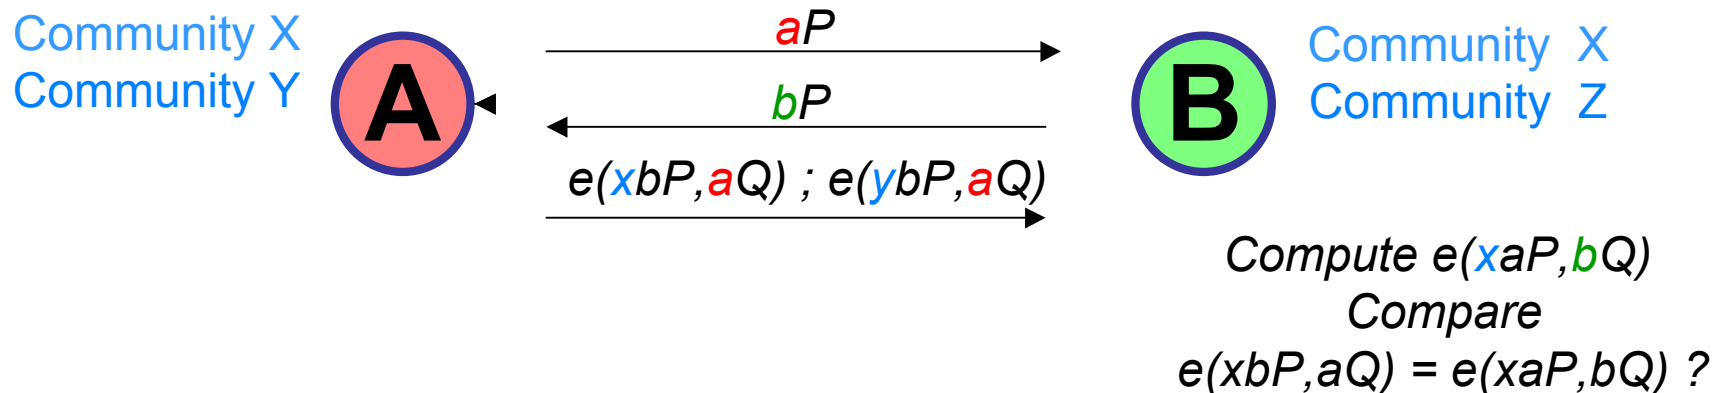 Community X
Community Y
A
aP
bP
e(xbP,aQ) ; e(ybP,aQ)
B
Community X
Community Z
Compute e(xaP,bQ)
Compare
e(xbP,aQ) = e(xaP,bQ) ?